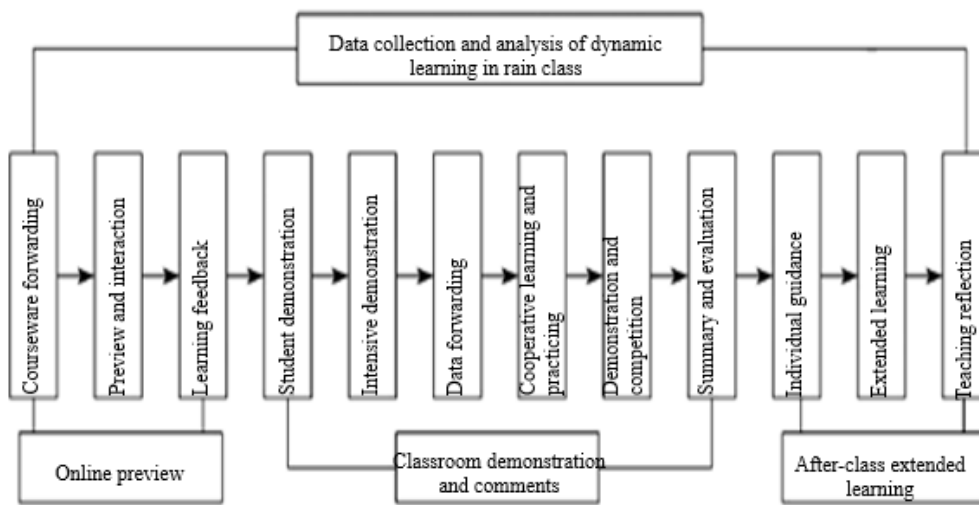 Data collection and analysis of dynamic
learning in rain class
Courseware forwarding
Preview and interaction
Learning feedback
Student demonstration
Intensive demonstration
Data forwarding
Cooperative learning and
practicing
Demonstration and
competition
Summary and evaluation
Individual guidance
Extended learning
Teaching reflection
Online preview
Classroom demonstration
and comments
After-class extended
learning